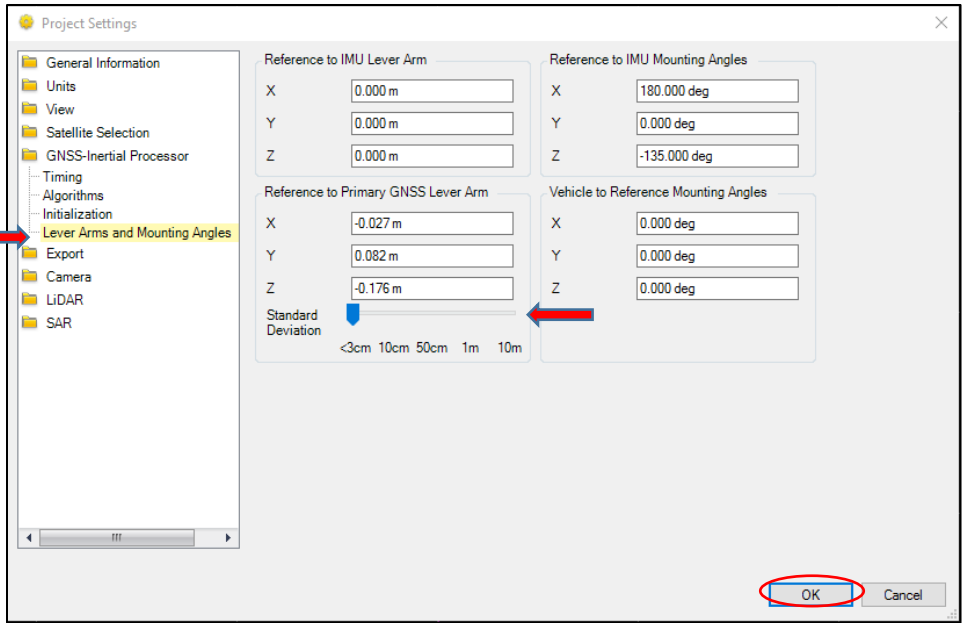 Project Settings
General Information
Units
View
Satellite Selection
GNSS-Inertial Processor
Timing
Algorithms
Initialization
Lever Arms and Mounting Angles
Export
Camera
LiDAR
SAR
Reference to IMU Lever Arm
X 0.000 m
Y 0.000 m
Z 0.000 m
Reference to IMU Mounting Angles
X 180.000 deg
Y 0.000 deg
Z -135.000 deg
Reference to Primary GNSS Lever Arm
X -0.027 m
Y 0.082 m
Z -0.176 m
Standard
Deviation
<3cm 10cm 50cm 1m 10m
Vehicle to Reference Mounting Angles
X 0.000 deg
Y 0.000 deg
Z 0.000 deg
OK Cancel